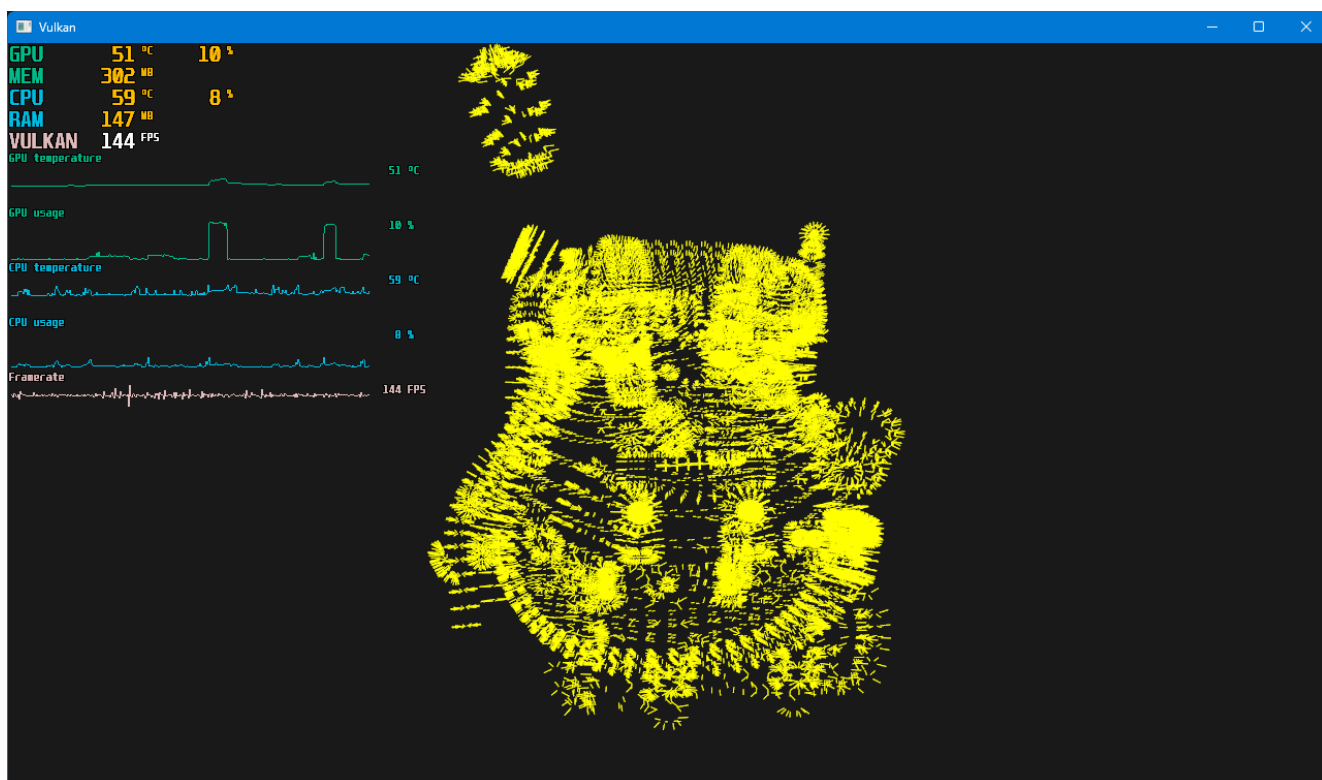 Vulkan
GPU 51 °C 10 %
MEM 302 MB
CPU 59 °C 8 %
RAM 147 MB
VULKAN 144 FPS
GPU temperature
51 °C
GPU usage
10 %
CPU temperature
59 °C
CPU usage
8 %
Framerate
144 FPS